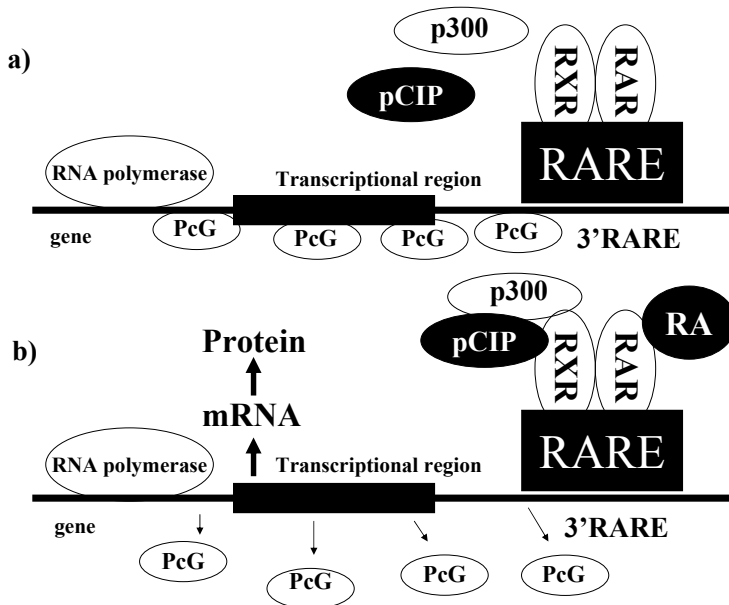 a)
p300
pCIP
RXR
RAR
RARE
RNA polymerase
Transcriptional region
gene
PcG
PcG
PcG
PcG
3’RARE
b)
p300
pCIP
RXR
RAR
RA
Protein
mRNA
RARE
RNA polymerase
Transcriptional region
gene
3’RARE
PcG
PcG
PcG
PcG